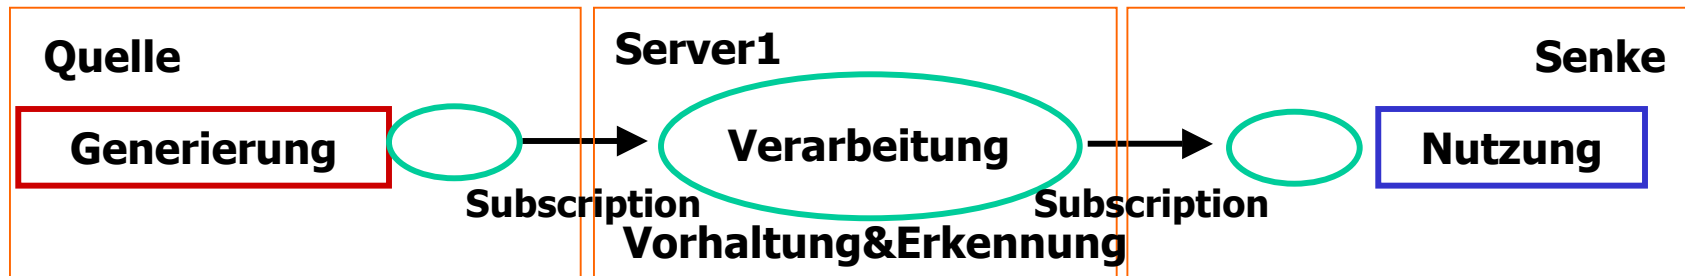 Quelle
Server1
Senke
Generierung
Verarbeitung
Nutzung
Subscription
Subscription
Vorhaltung&Erkennung